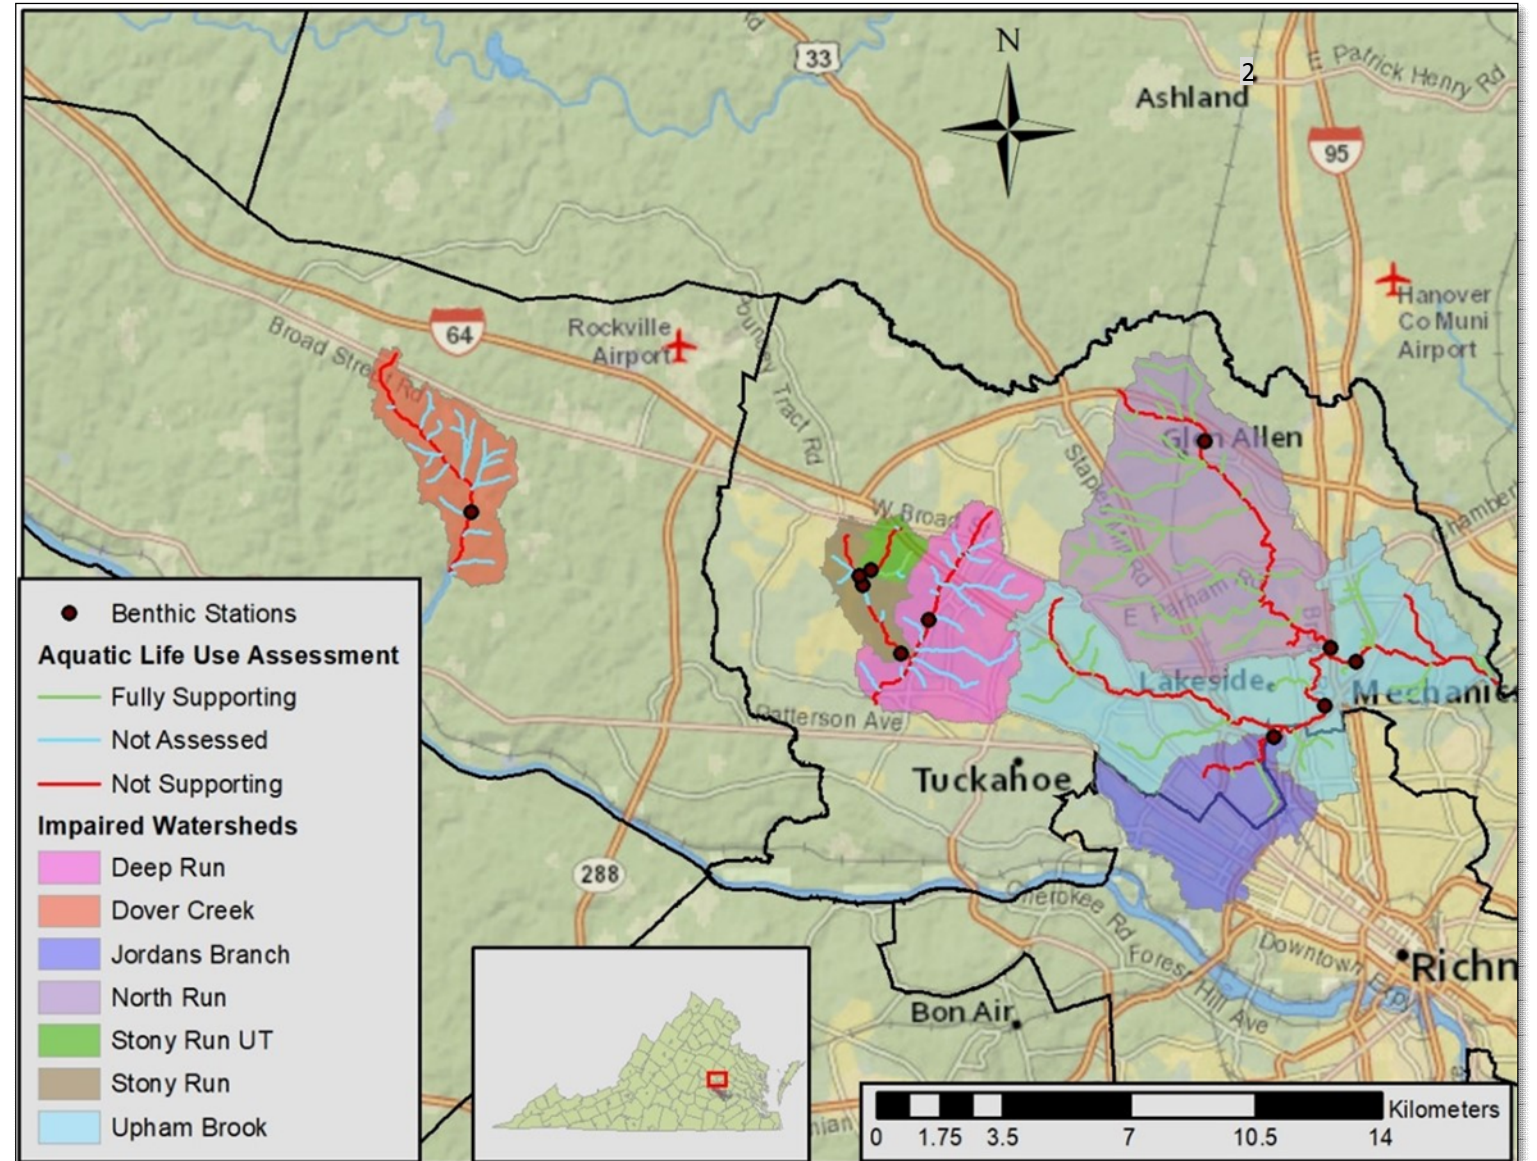 33
N
2
Ashland
E Patrick Henry Rd
95
Hanover
Co Muni
Airport
64
Rockville
Airport
Broad Street Rd
Pouncey Tract Rd
Glen Allen
Staples
Rd
W Broad St
E Parham
Chamber
Lakeside
Mechanics
Patterson Ave
Tuckahoe
288
Cherokee Rd
Forest Hill Ave
Downtown Expy
Richm
Bon Air
Benthic Stations
Aquatic Life Use Assessment
Fully Supporting
Not Assessed
Not Supporting
Impaired Watersheds
Deep Run
Dover Creek
Jordans Branch
North Run
Stony Run UT
Stony Run
Upham Brook
Kilometers
0 1.75 3.5 7 10.5 14